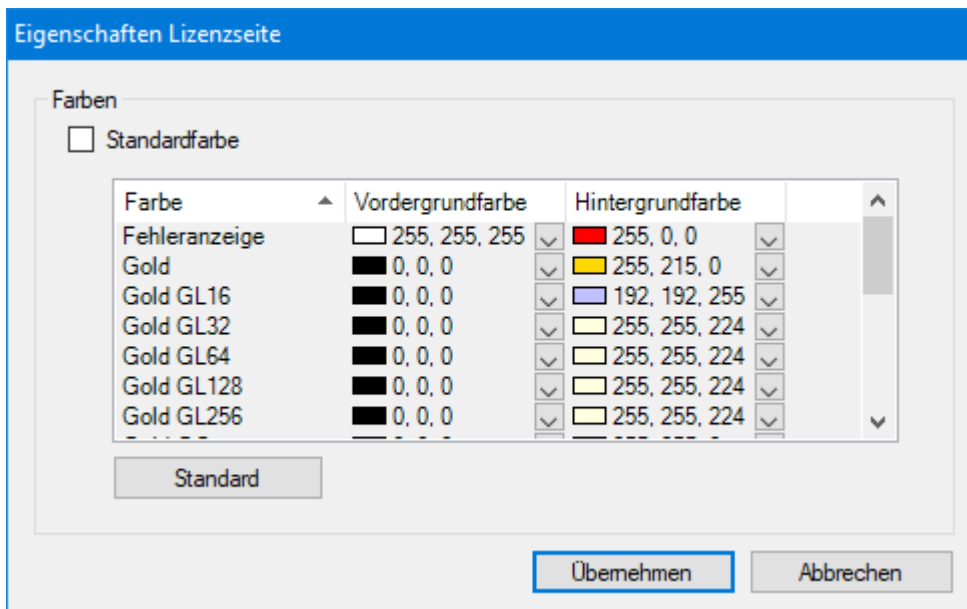 Eigenschaften Lizenzseite
Farben
Standardfarbe
Farbe Vordergrundfarbe Hintergrundfarbe
Fehleranzeige 255, 255, 255 255, 0, 0
Gold 0, 0, 0 255, 215, 0
Gold GL16 0, 0, 0 192, 192, 255
Gold GL32 0, 0, 0 255, 255, 224
Gold GL64 0, 0, 0 255, 255, 224
Gold GL128 0, 0, 0 255, 255, 224
Gold GL256 0, 0, 0 255, 255, 224
Standard
Übernehmen Abbrechen